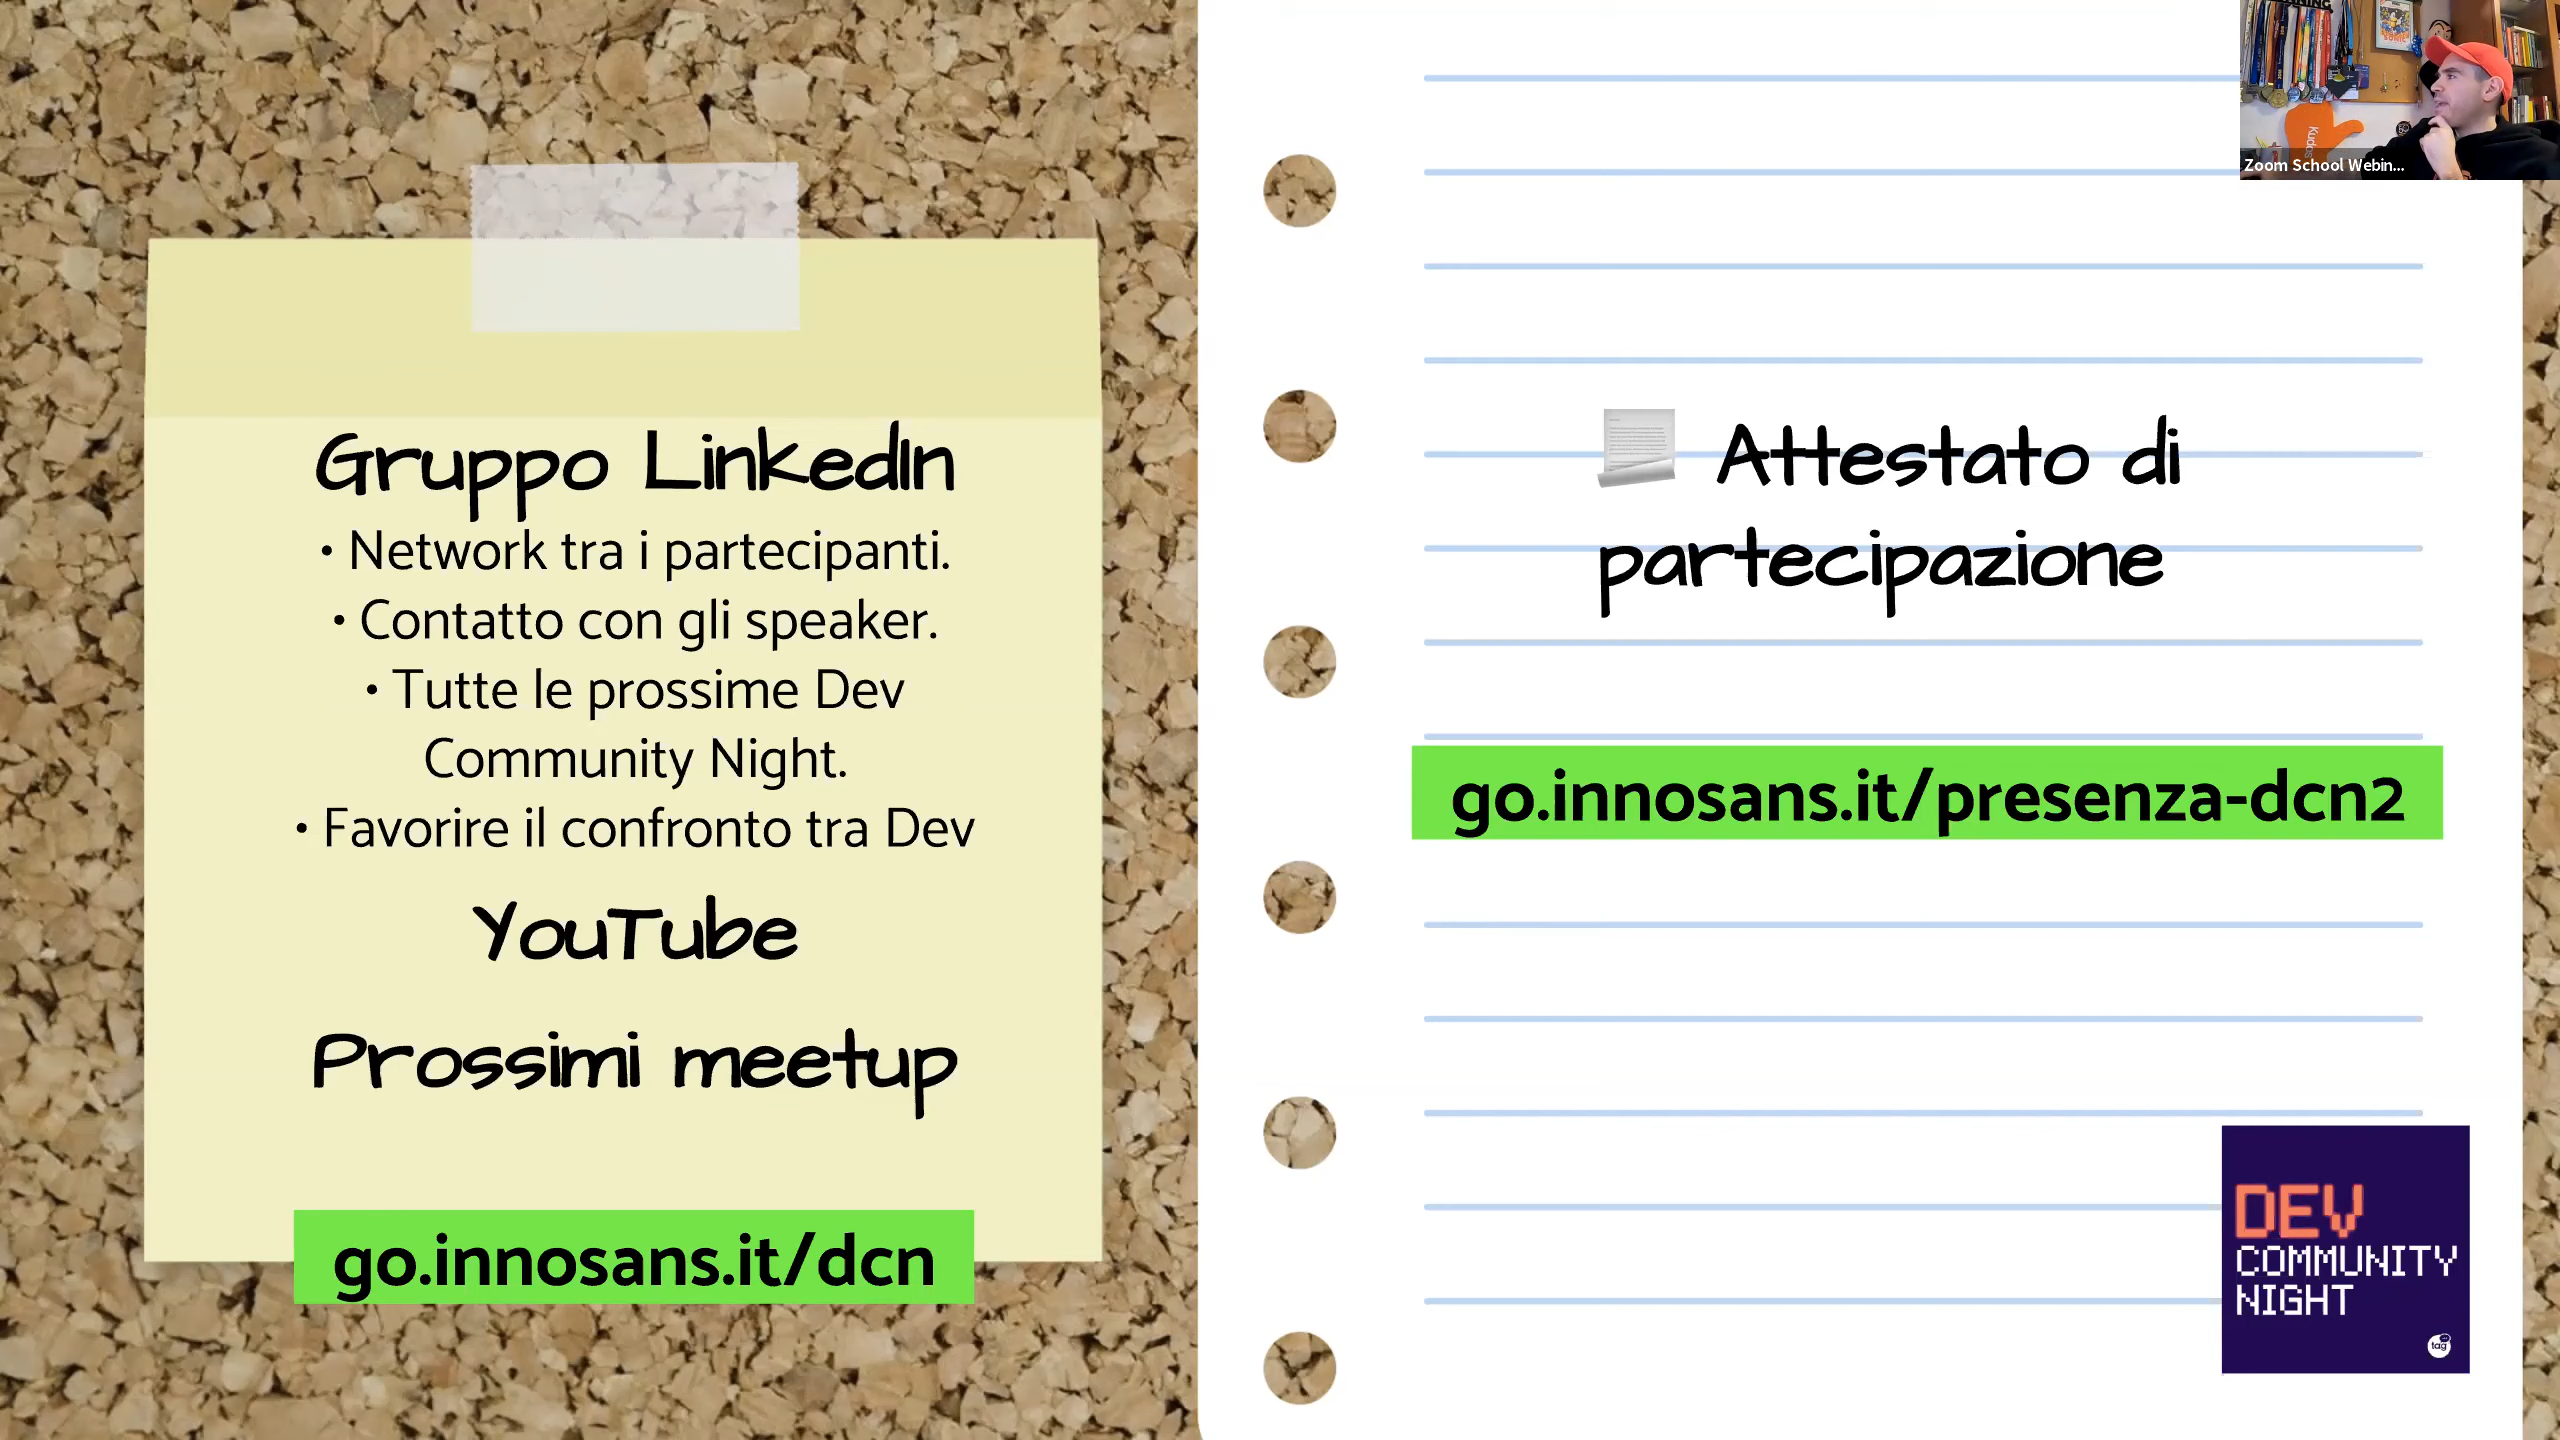 Gruppo LinkedIn
• Network tra i partecipanti.
• Contatto con gli speaker.
• Tutte le prossime Dev
Community Night.
• Favorire il confronto tra Dev
YouTube
Prossimi meetup
go.innosans.it/dcn
Attestato di
partecipazione
go.innosans.it/presenza-dcn2
Kudos
Zoom School Webin...
DEV
COMMUNITY
NIGHT
tag